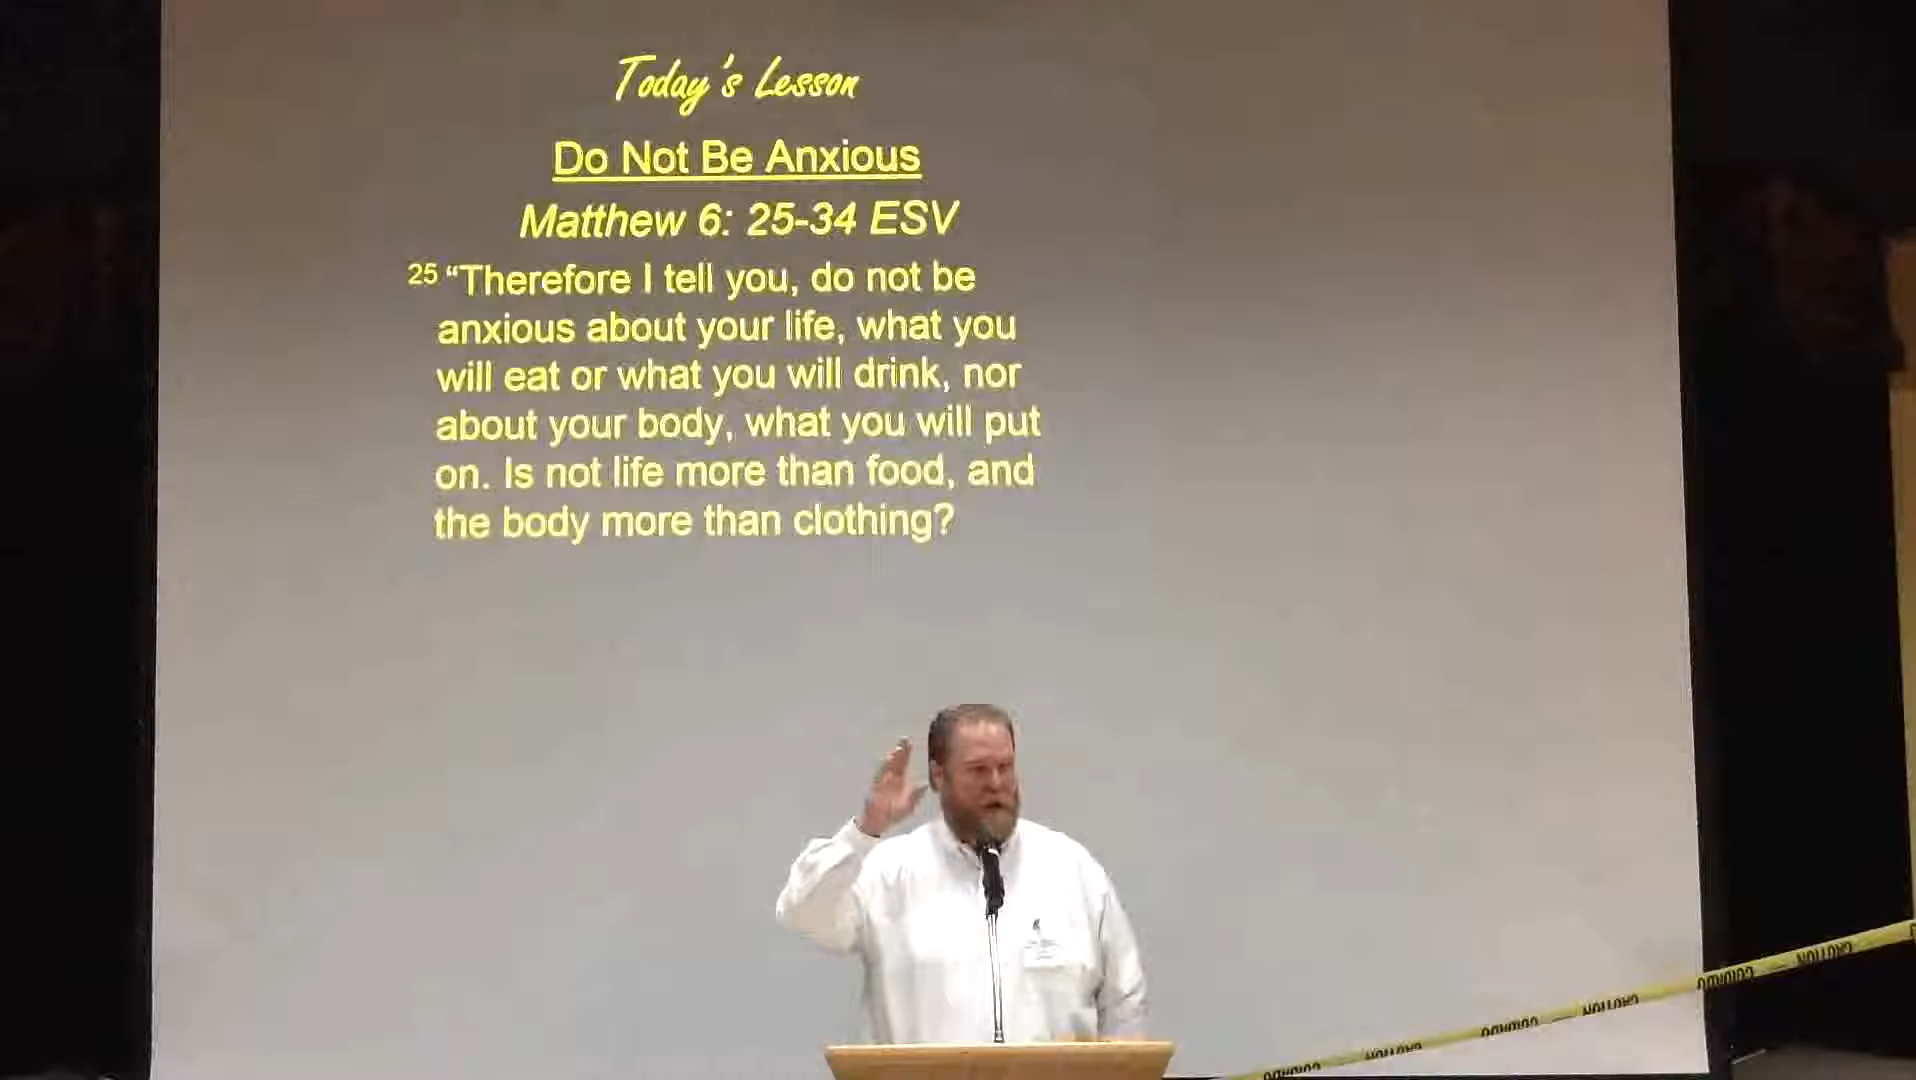 Today's Lesson
Do Not Be Anxious
Matthew 6: 25-34 ESV
25 “Therefore I tell you, do not be
anxious about your life, what you
will eat or what you will drink, nor
about your body, what you will put
on. Is not life more than food, and
the body more than clothing?
CAUTION
CAUTION